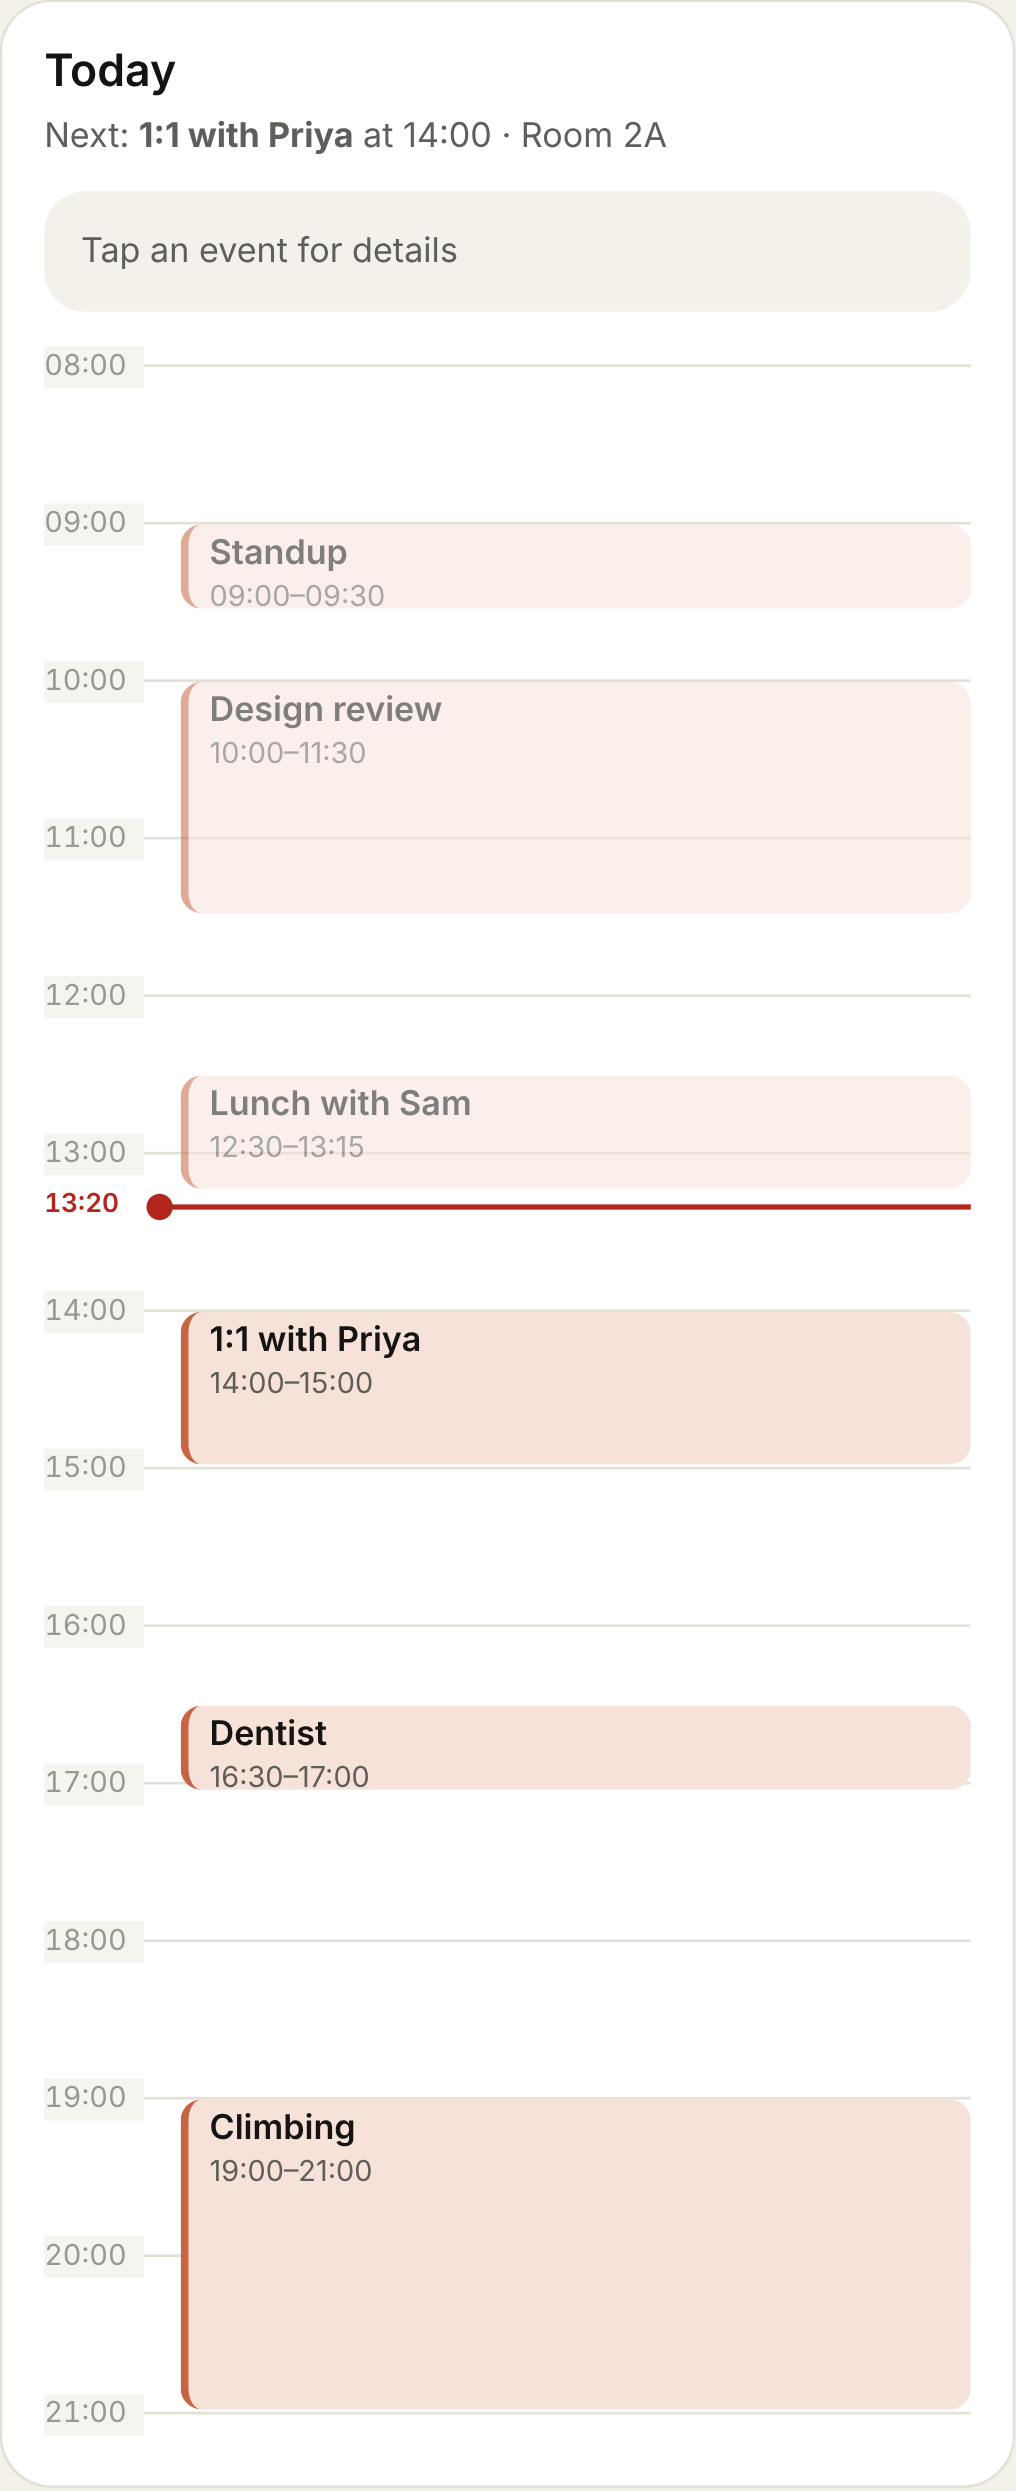 Today
Next: 1:1 with Priya at 14:00 · Room 2A
Tap an event for details
08:00
09:00
Standup
09:00–09:30
10:00
Design review
10:00–11:30
11:00
12:00
Lunch with Sam
12:30–13:15
13:00
13:20
14:00
1:1 with Priya
14:00–15:00
15:00
16:00
Dentist
16:30–17:00
17:00
18:00
19:00
Climbing
19:00–21:00
20:00
21:00